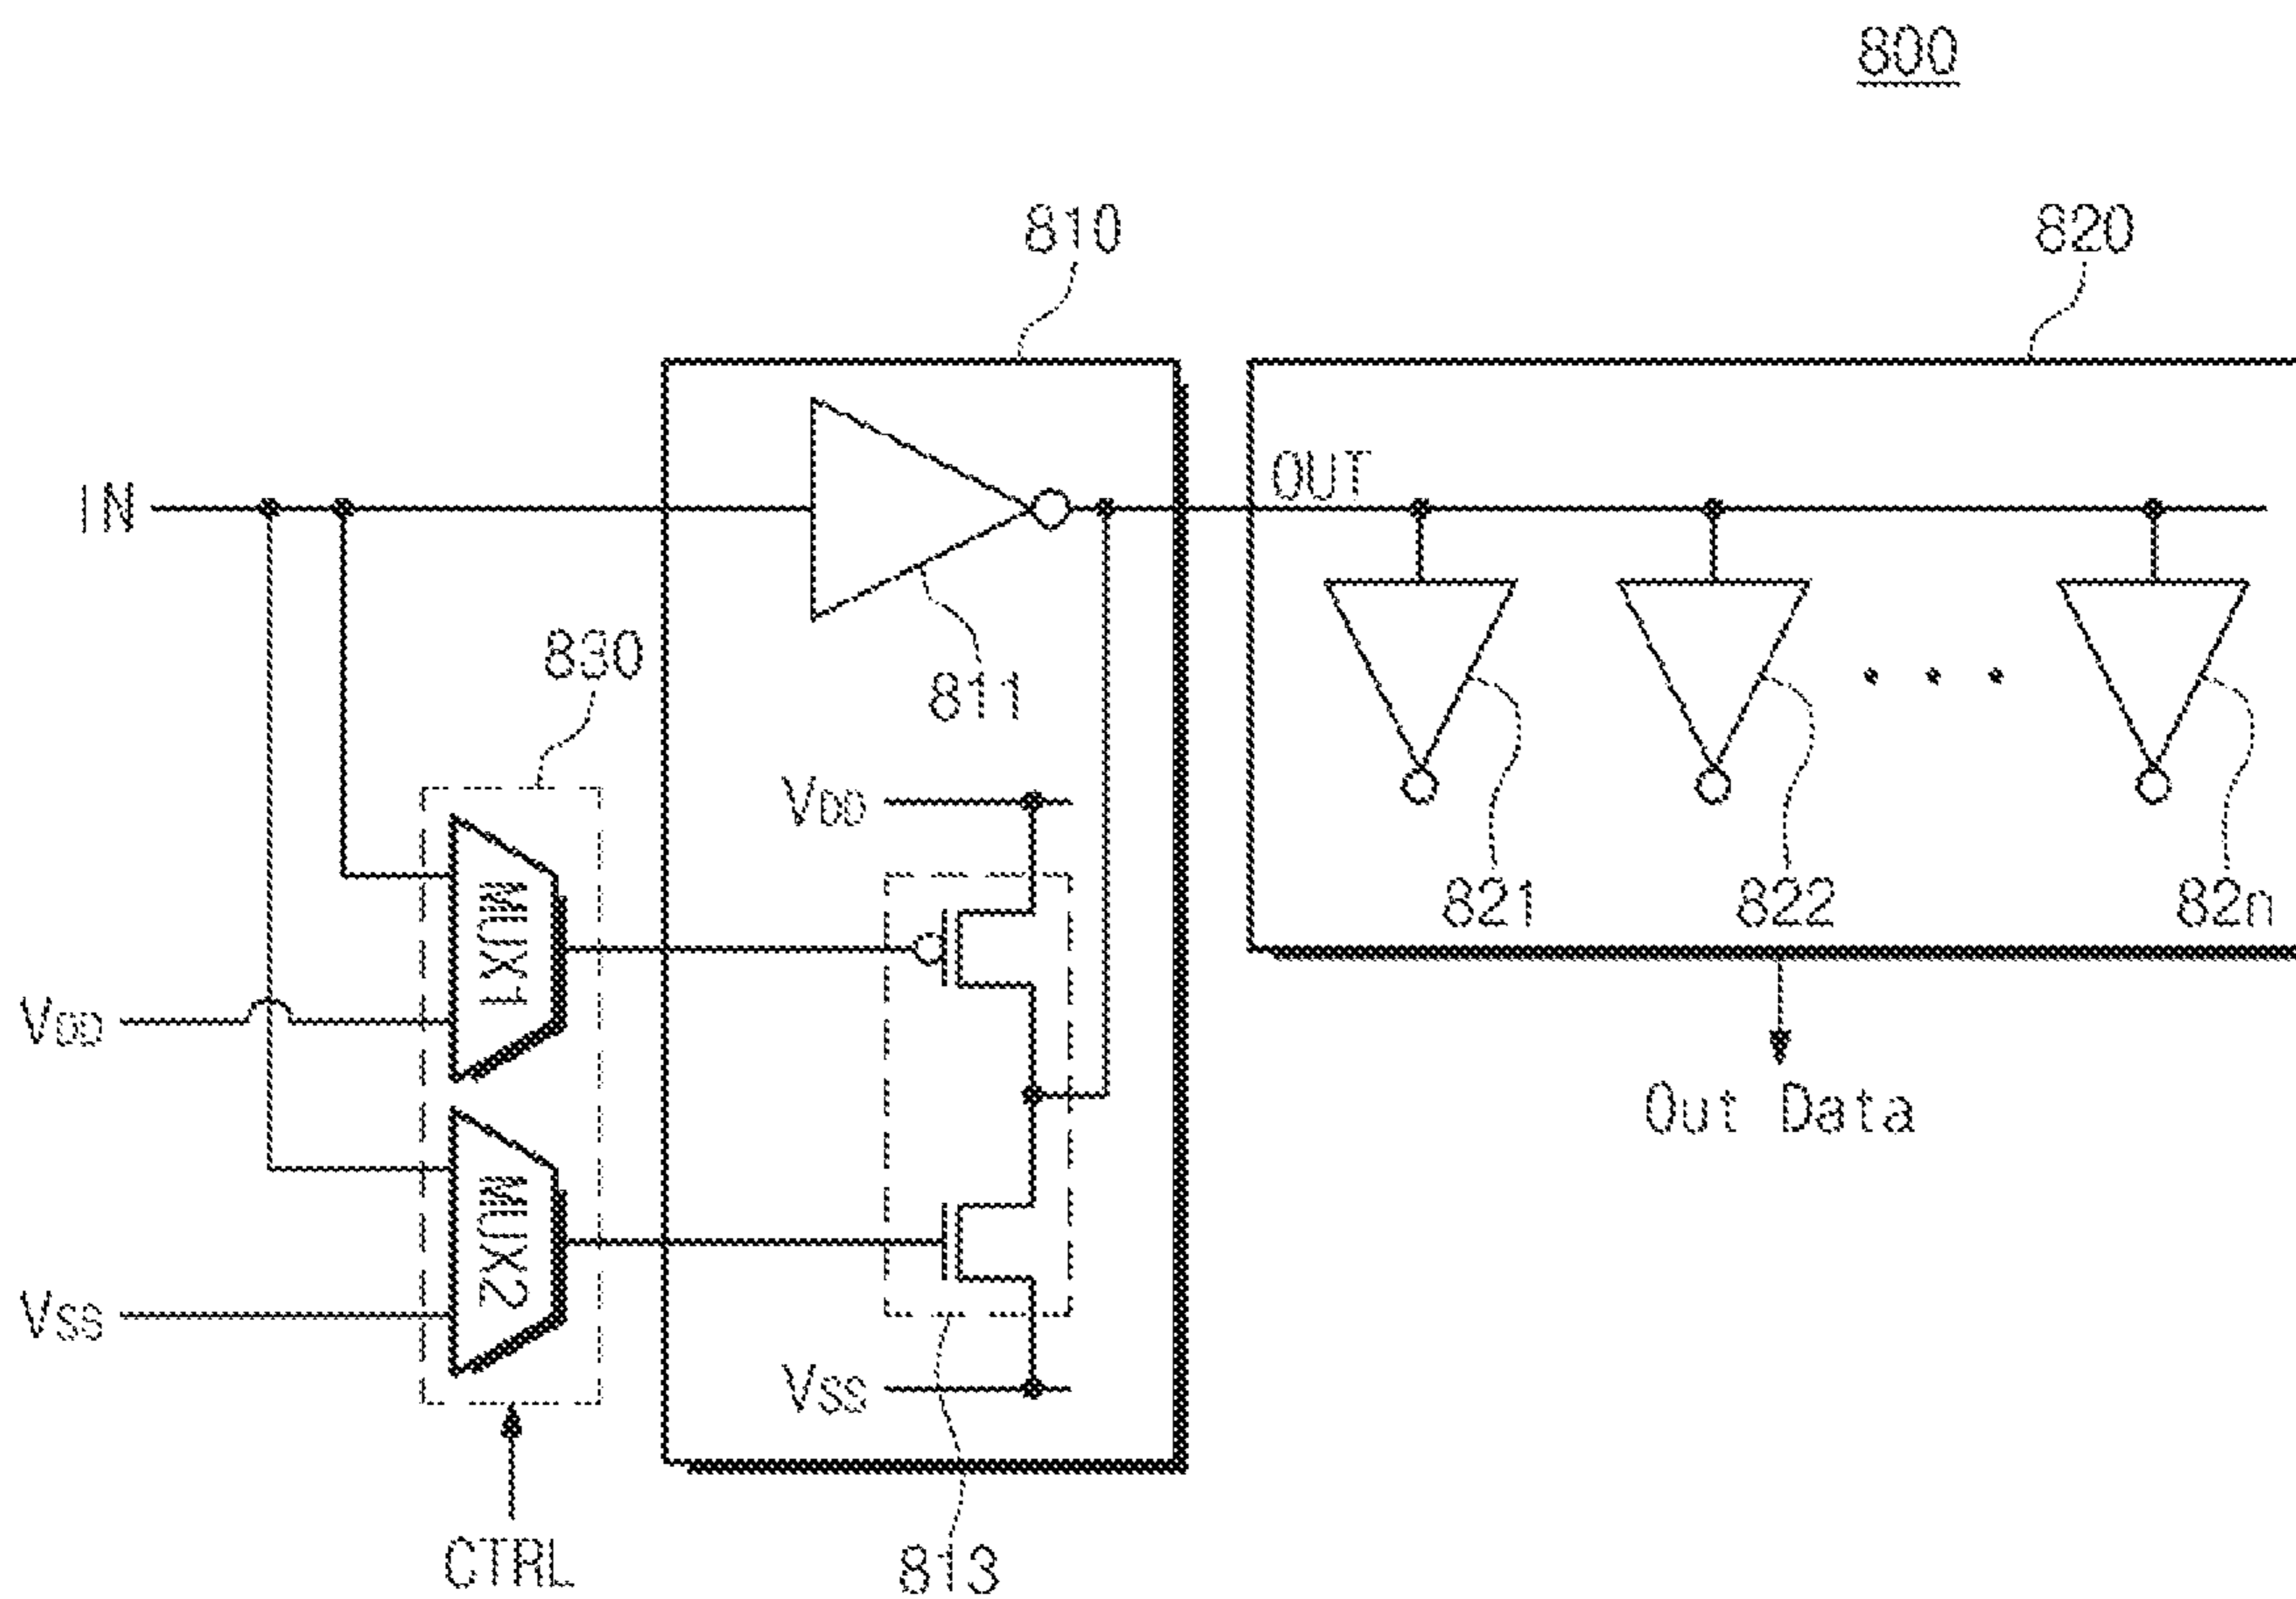 800
810
820
IN
OUT
830
811
VDD
MUX1
821
822
82n
VDD
Out Data
MUX2
VSS
VSS
CTRL
813